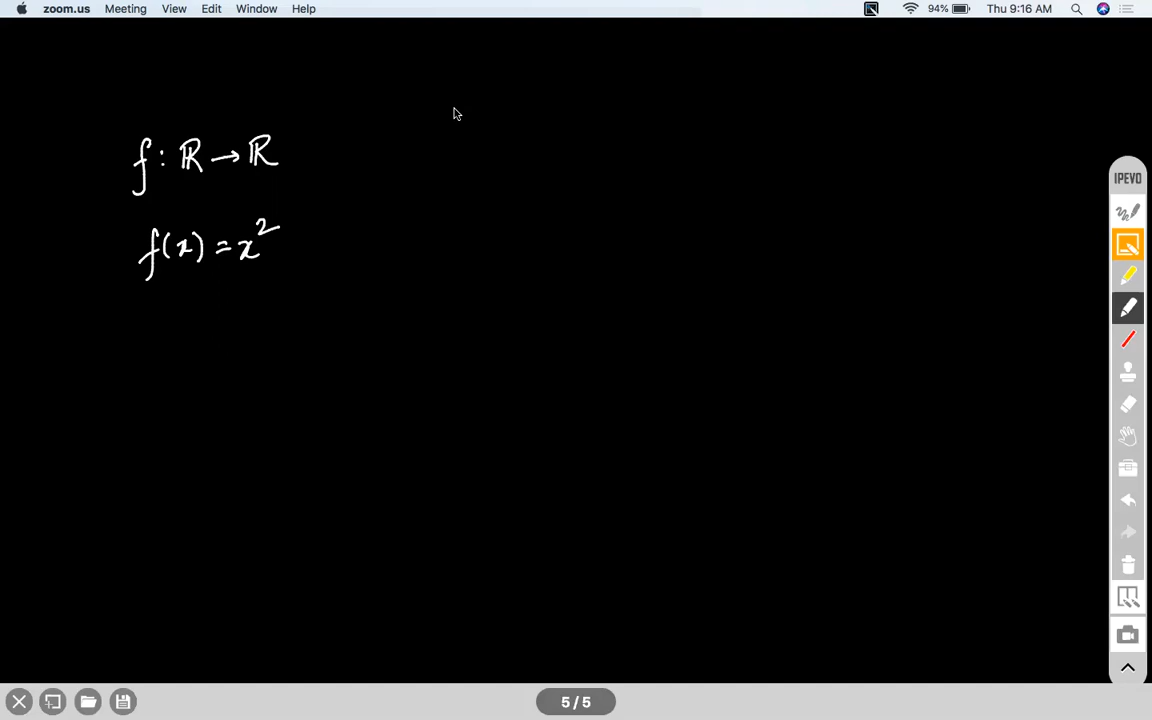 zoom.us Meeting View Edit Window Help 94% Thu 9:16 AM
f: ℝ → ℝ
IPEVO
f(x) = x²
5 / 5